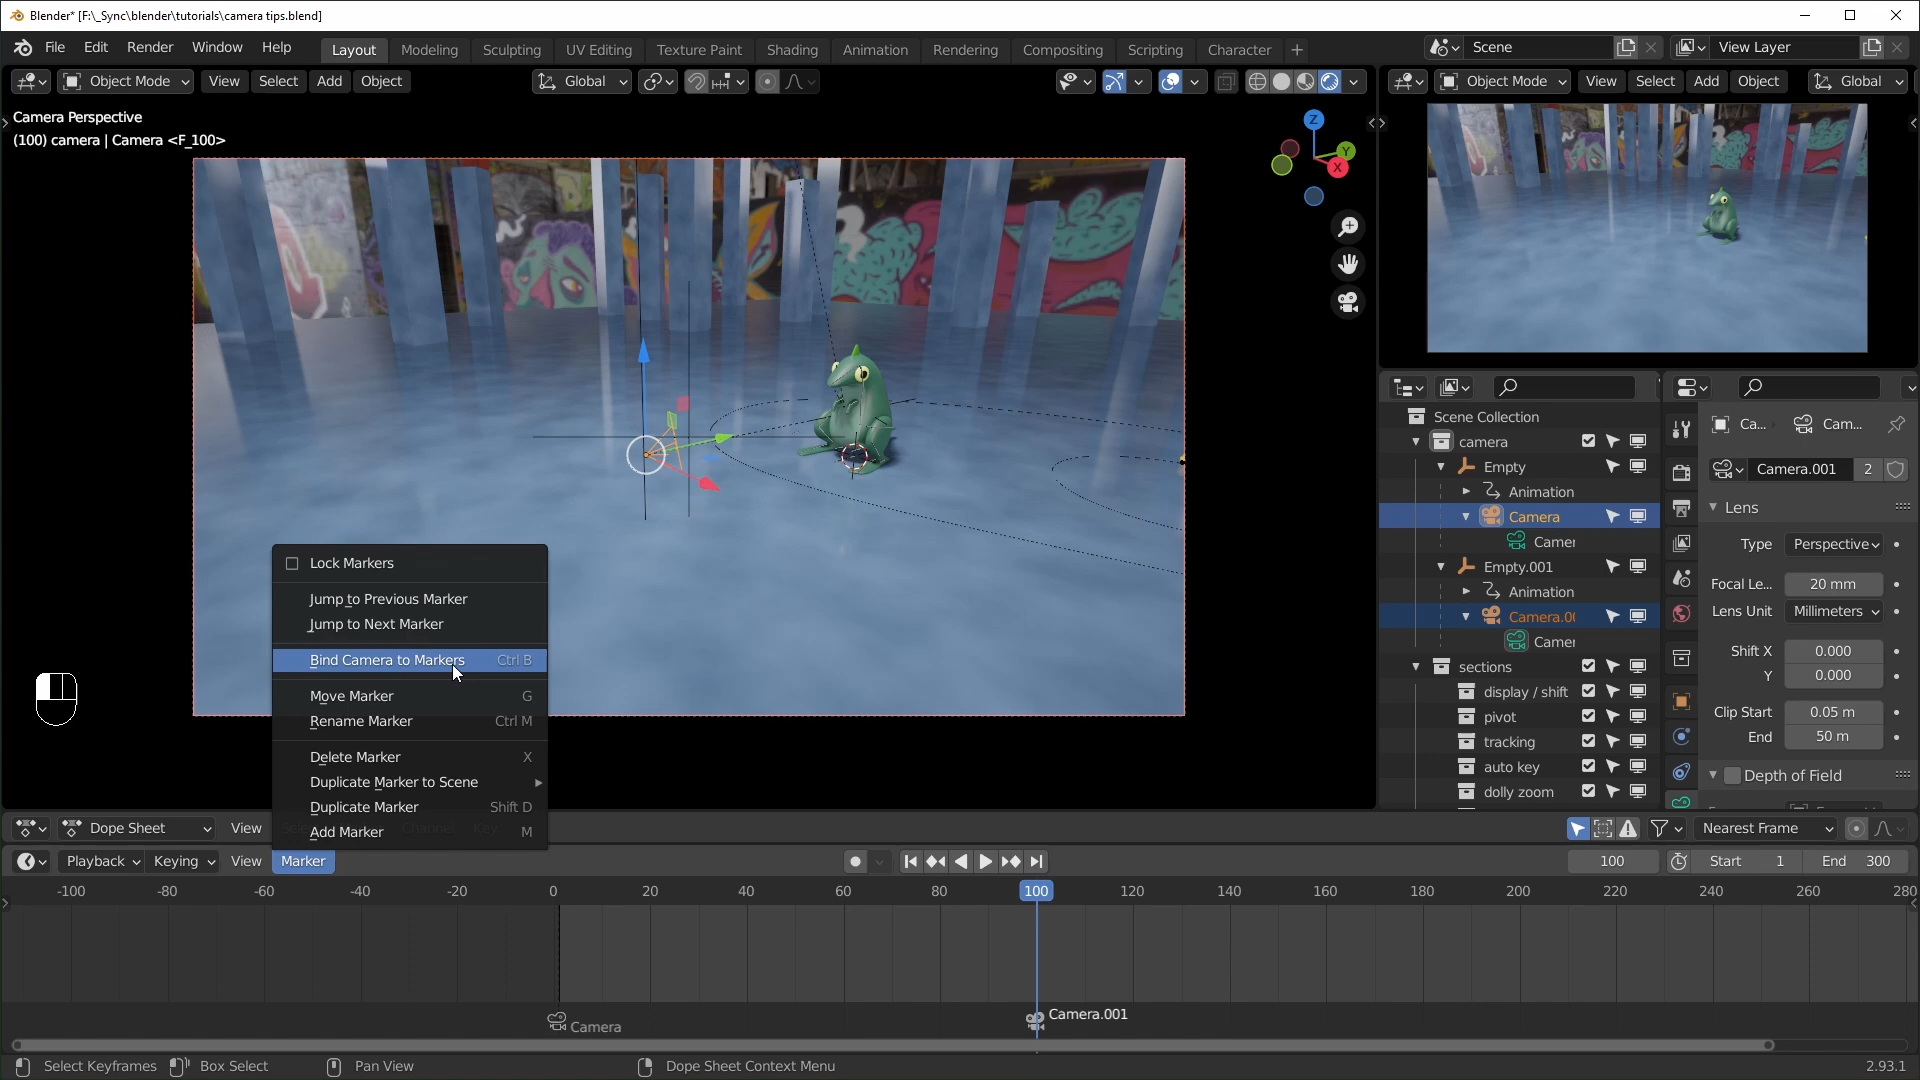 Blender* [F:\_Sync\blender\tutorials\camera tips.blend]
File Edit Render Window Help Layout Modeling Sculpting UV Editing Texture Paint Shading Animation Rendering Compositing Scripting Character + Scene View Layer
Object Mode View Select Add Object Global Object Mode View Select Add Object Global
Camera Perspective
(100) camera | Camera <F_100>
Z
Y
X
Scene Collection
camera
Empty
Animation
Camera
Camer
Empty.001
Animation
Camera.00
Camer
sections
display / shift
pivot
tracking
auto key
dolly zoom
Ca... Cam...
Camera.001 2
Lens
Type Perspective
Focal Le... 20 mm
Lens Unit Millimeters
Shift X 0.000
Y 0.000
Clip Start 0.05 m
End 50 m
Depth of Field
Lock Markers
Jump to Previous Marker
Jump to Next Marker
Bind Camera to Markers Ctrl B
Move Marker G
Rename Marker Ctrl M
Delete Marker X
Duplicate Marker to Scene
Duplicate Marker Shift D
Add Marker M
Dope Sheet View Nearest Frame
Playback Keying View Marker 100 Start 1 End 300
-100 -80 -60 -40 -20 0 20 40 60 80 100 120 140 160 180 200 220 240 260 280
Camera
Camera.001
Select Keyframes Box Select Pan View Dope Sheet Context Menu 2.93.1